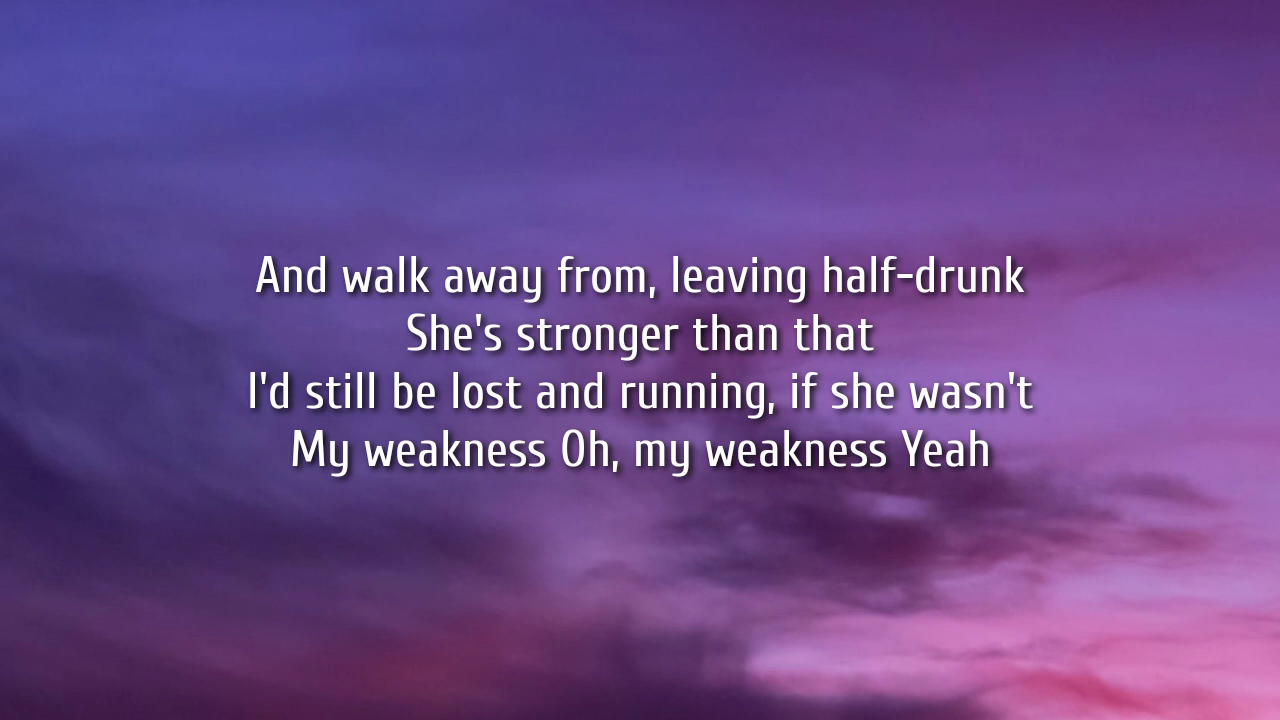 And walk away from, leaving half-drunk
She's stronger than that
I'd still be lost and running, if she wasn't
My weakness Oh, my weakness Yeah